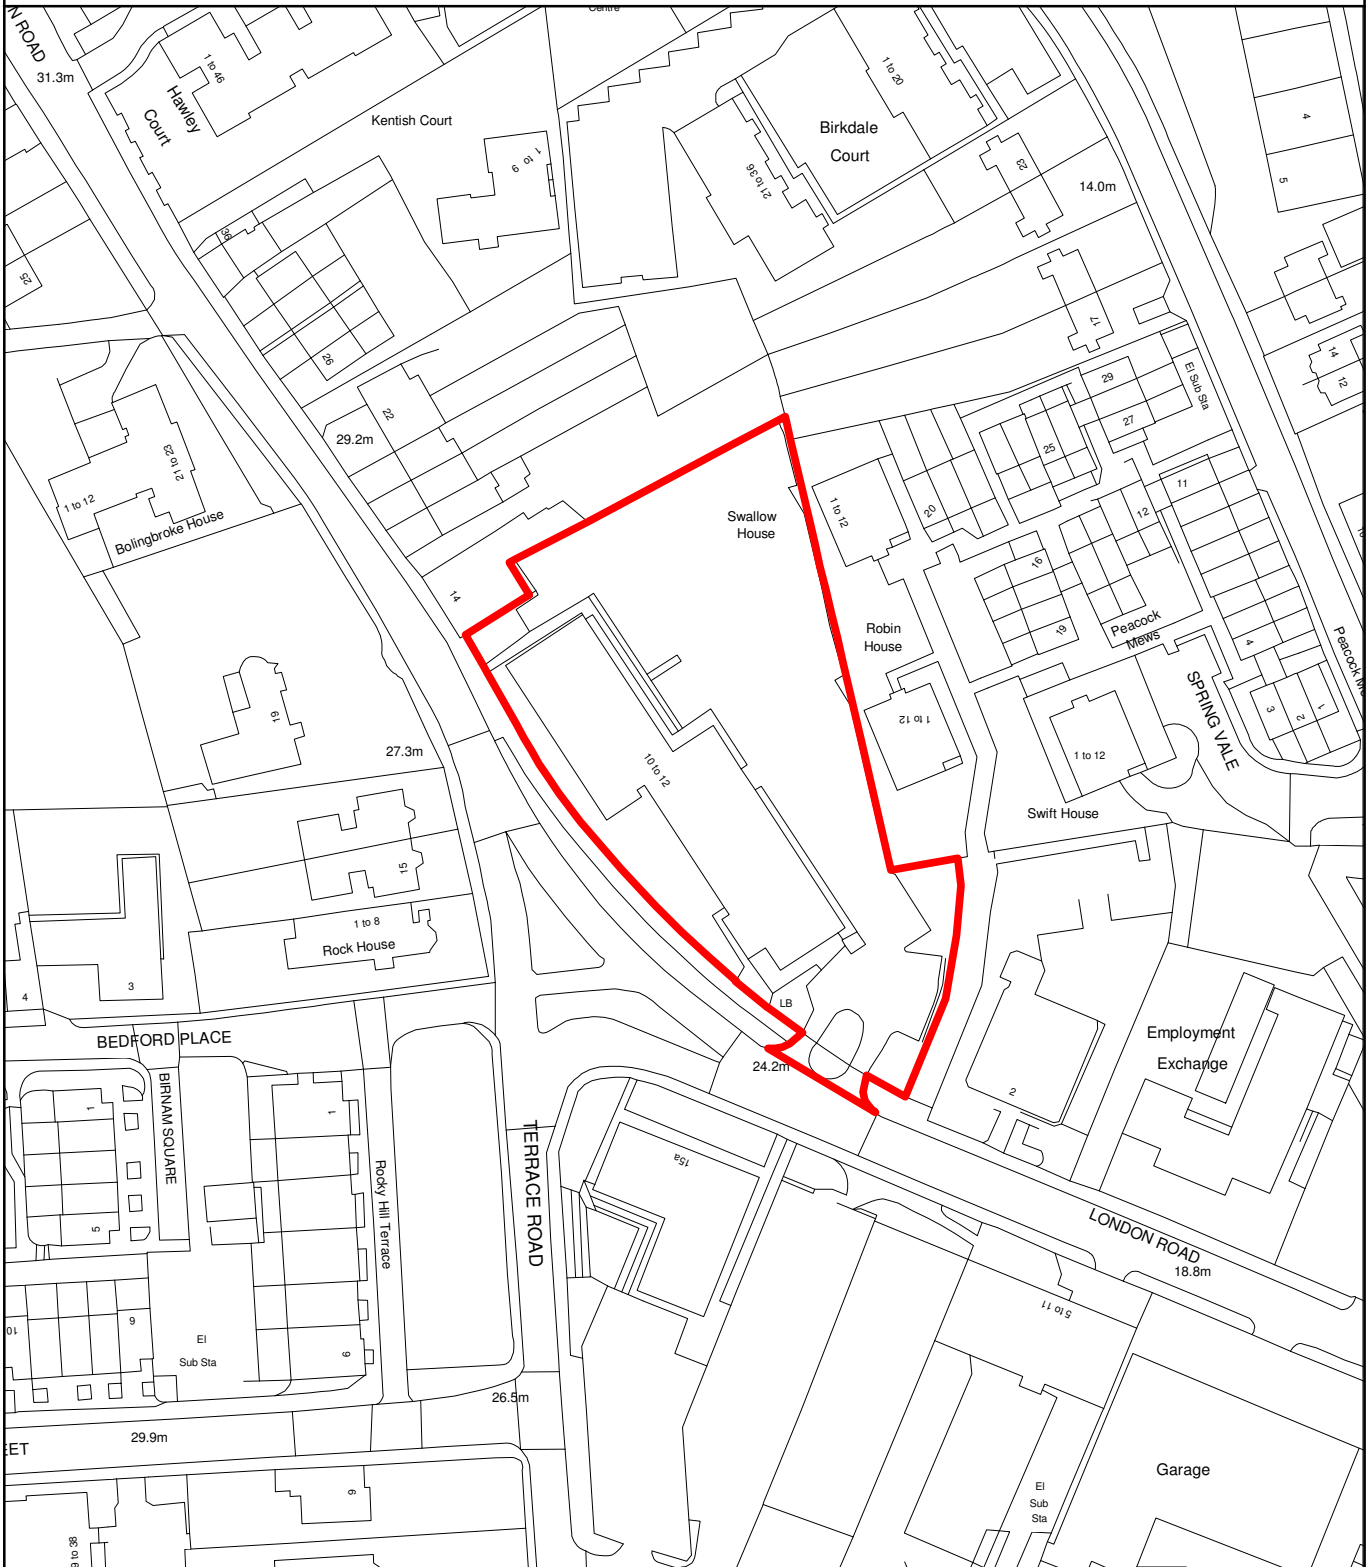 Centre
N ROAD
31.3m
1 to 46
Hawley
Court
Kentish Court
1 to 9
1 to 20
Birkdale
Court
21 to 36
23
14.0m
4
5
25
36
26
17
El Sub Sta
14
12
22
29.2m
29
27
25
20
21 to 23
1 to 12
Bolingbroke House
Swallow
House
1 to 12
11
12
16
19
14
Robin
House
Peacock
Mews
4
Peacock M
SPRING VALE
3
2
1
19
27.3m
10 to 12
1 to 12
1 to 12
Swift House
15
1 to 8
Rock House
3
4
LB
BEDFORD PLACE
24.2m
Employment
Exchange
2
BIRNAM SQUARE
1
1
5
Rocky Hill Terrace
TERRACE ROAD
15a
LONDON ROAD
18.8m
5 to 11
10
6
El
Sub Sta
6
26.5m
29.9m
EET
Garage
El
Sub
Sta
9